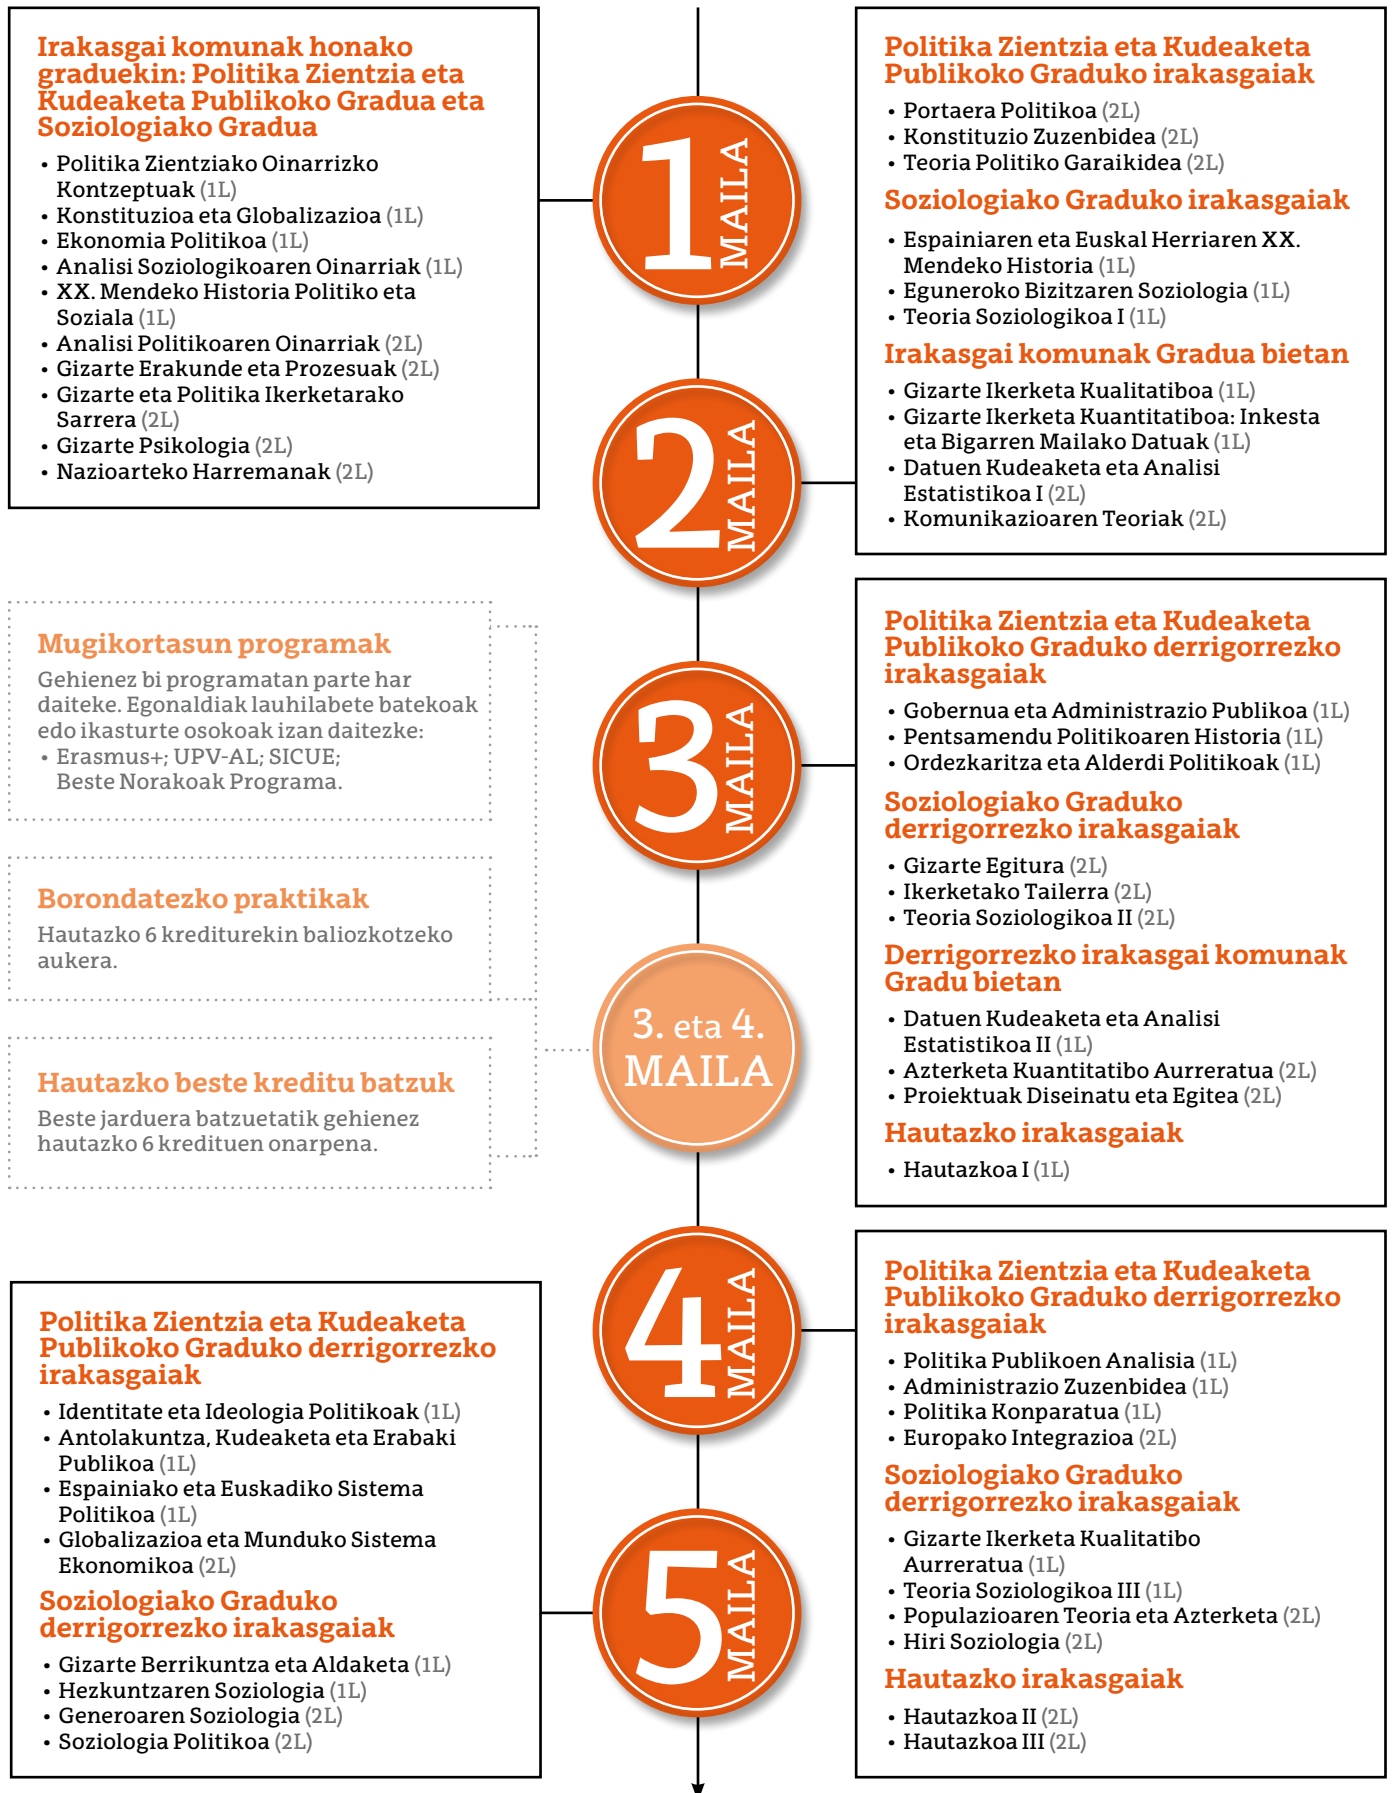 Irakasgai komunak honako
graduekin: Politika Zientzia eta
Kudeaketa Publikoko Gradua eta
Soziologiako Gradua
• Politika Zientziako Oinarrizko
Kontzeptuak (1L)
• Konstituzioa eta Globalizazioa (1L)
• Ekonomia Politikoa (1L)
• Analisi Soziologikoaren Oinarriak (1L)
• XX. Mendeko Historia Politiko eta
Soziala (1L)
• Analisi Politikoaren Oinarriak (2L)
• Gizarte Erakunde eta Prozesuak (2L)
• Gizarte eta Politika Ikerketarako
Sarrera (2L)
• Gizarte Psikologia (2L)
• Nazioarteko Harremanak (2L)
1 MAILA
2 MAILA
Politika Zientzia eta Kudeaketa
Publikoko Graduko irakasgaiak
• Portaera Politikoa (2L)
• Konstituzio Zuzenbidea (2L)
• Teoria Politiko Garaikidea (2L)
Soziologiako Graduko irakasgaiak
• Espainiaren eta Euskal Herriaren XX.
Mendeko Historia (1L)
• Eguneroko Bizitzaren Soziologia (1L)
• Teoria Soziologikoa I (1L)
Irakasgai komunak Gradua bietan
• Gizarte Ikerketa Kualitatiboa (1L)
• Gizarte Ikerketa Kuantitatiboa: Inkesta
eta Bigarren Mailako Datuak (1L)
• Datuen Kudeaketa eta Analisi
Estatistikoa I (2L)
• Komunikazioaren Teoriak (2L)
3 MAILA
Politika Zientzia eta Kudeaketa
Publikoko Graduko derrigorrezko
irakasgaiak
• Gobernua eta Administrazio Publikoa (1L)
• Pentsamendu Politikoaren Historia (1L)
• Ordezkaritza eta Alderdi Politikoak (1L)
Soziologiako Graduko
derrigorrezko irakasgaiak
• Gizarte Egitura (2L)
• Ikerketako Tailerra (2L)
• Teoria Soziologikoa II (2L)
Derrigorrezko irakasgai komunak
Gradu bietan
• Datuen Kudeaketa eta Analisi
Estatistikoa II (1L)
• Azterketa Kuantitatibo Aurreratua (2L)
• Proiektuak Diseinatu eta Egitea (2L)
Hautazko irakasgaiak
• Hautazkoa I (1L)
Mugikortasun programak
Gehienez bi programatan parte har
daiteke. Egonaldiak lauhilabete batekoak
edo ikasturte osokoak izan daitezke:
• Erasmus+; UPV-AL; SICUE;
Beste Norakoak Programa.
Borondatezko praktikak
Hautazko 6 krediturekin baliozkotzeko
aukera.
Hautazko beste kreditu batzuk
Beste jarduera batzuetatik gehienez
hautazko 6 kredituen onarpena.
3. eta 4.
MAILA
4 MAILA
Politika Zientzia eta Kudeaketa
Publikoko Graduko derrigorrezko
irakasgaiak
• Politika Publikoen Analisia (1L)
• Administrazio Zuzenbidea (1L)
• Politika Konparatua (1L)
• Europako Integrazioa (2L)
Soziologiako Graduko
derrigorrezko irakasgaiak
• Gizarte Ikerketa Kualitatibo
Aurreratua (1L)
• Teoria Soziologikoa III (1L)
• Populazioaren Teoria eta Azterketa (2L)
• Hiri Soziologia (2L)
Hautazko irakasgaiak
• Hautazkoa II (2L)
• Hautazkoa III (2L)
5 MAILA
Politika Zientzia eta Kudeaketa
Publikoko Graduko derrigorrezko
irakasgaiak
• Identitate eta Ideologia Politikoak (1L)
• Antolakuntza, Kudeaketa eta Erabaki
Publikoa (1L)
• Espainiako eta Euskadiko Sistema
Politikoa (1L)
• Globalizazioa eta Munduko Sistema
Ekonomikoa (2L)
Soziologiako Graduko
derrigorrezko irakasgaiak
• Gizarte Berrikuntza eta Aldaketa (1L)
• Hezkuntzaren Soziologia (1L)
• Generoaren Soziologia (2L)
• Soziologia Politikoa (2L)